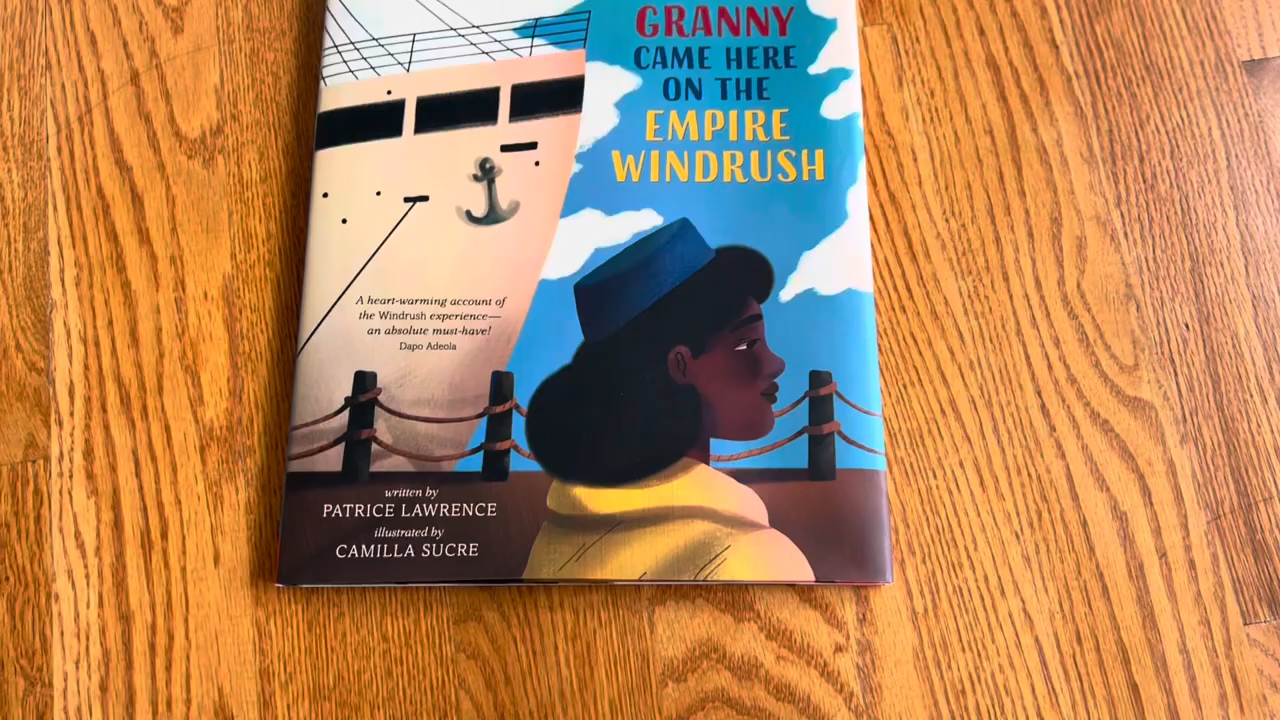 GRANNY
CAME HERE
ON THE
EMPIRE
WINDRUSH
A heart-warming account of
the Windrush experience—
an absolute must-have!
Dapo Adeola
written by
PATRICE LAWRENCE
illustrated by
CAMILLA SUCRE